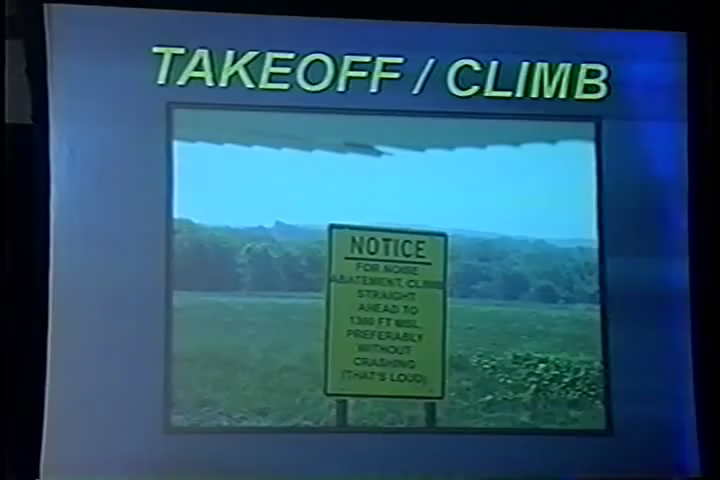 TAKEOFF / CLIMB
NOTICE
FOR NOISE
ABATEMENT, CLIMB
STRAIGHT
AHEAD TO
1300 FT MSL,
PREFERABLY
WITHOUT
CRASHING
(THAT'S LOUD)